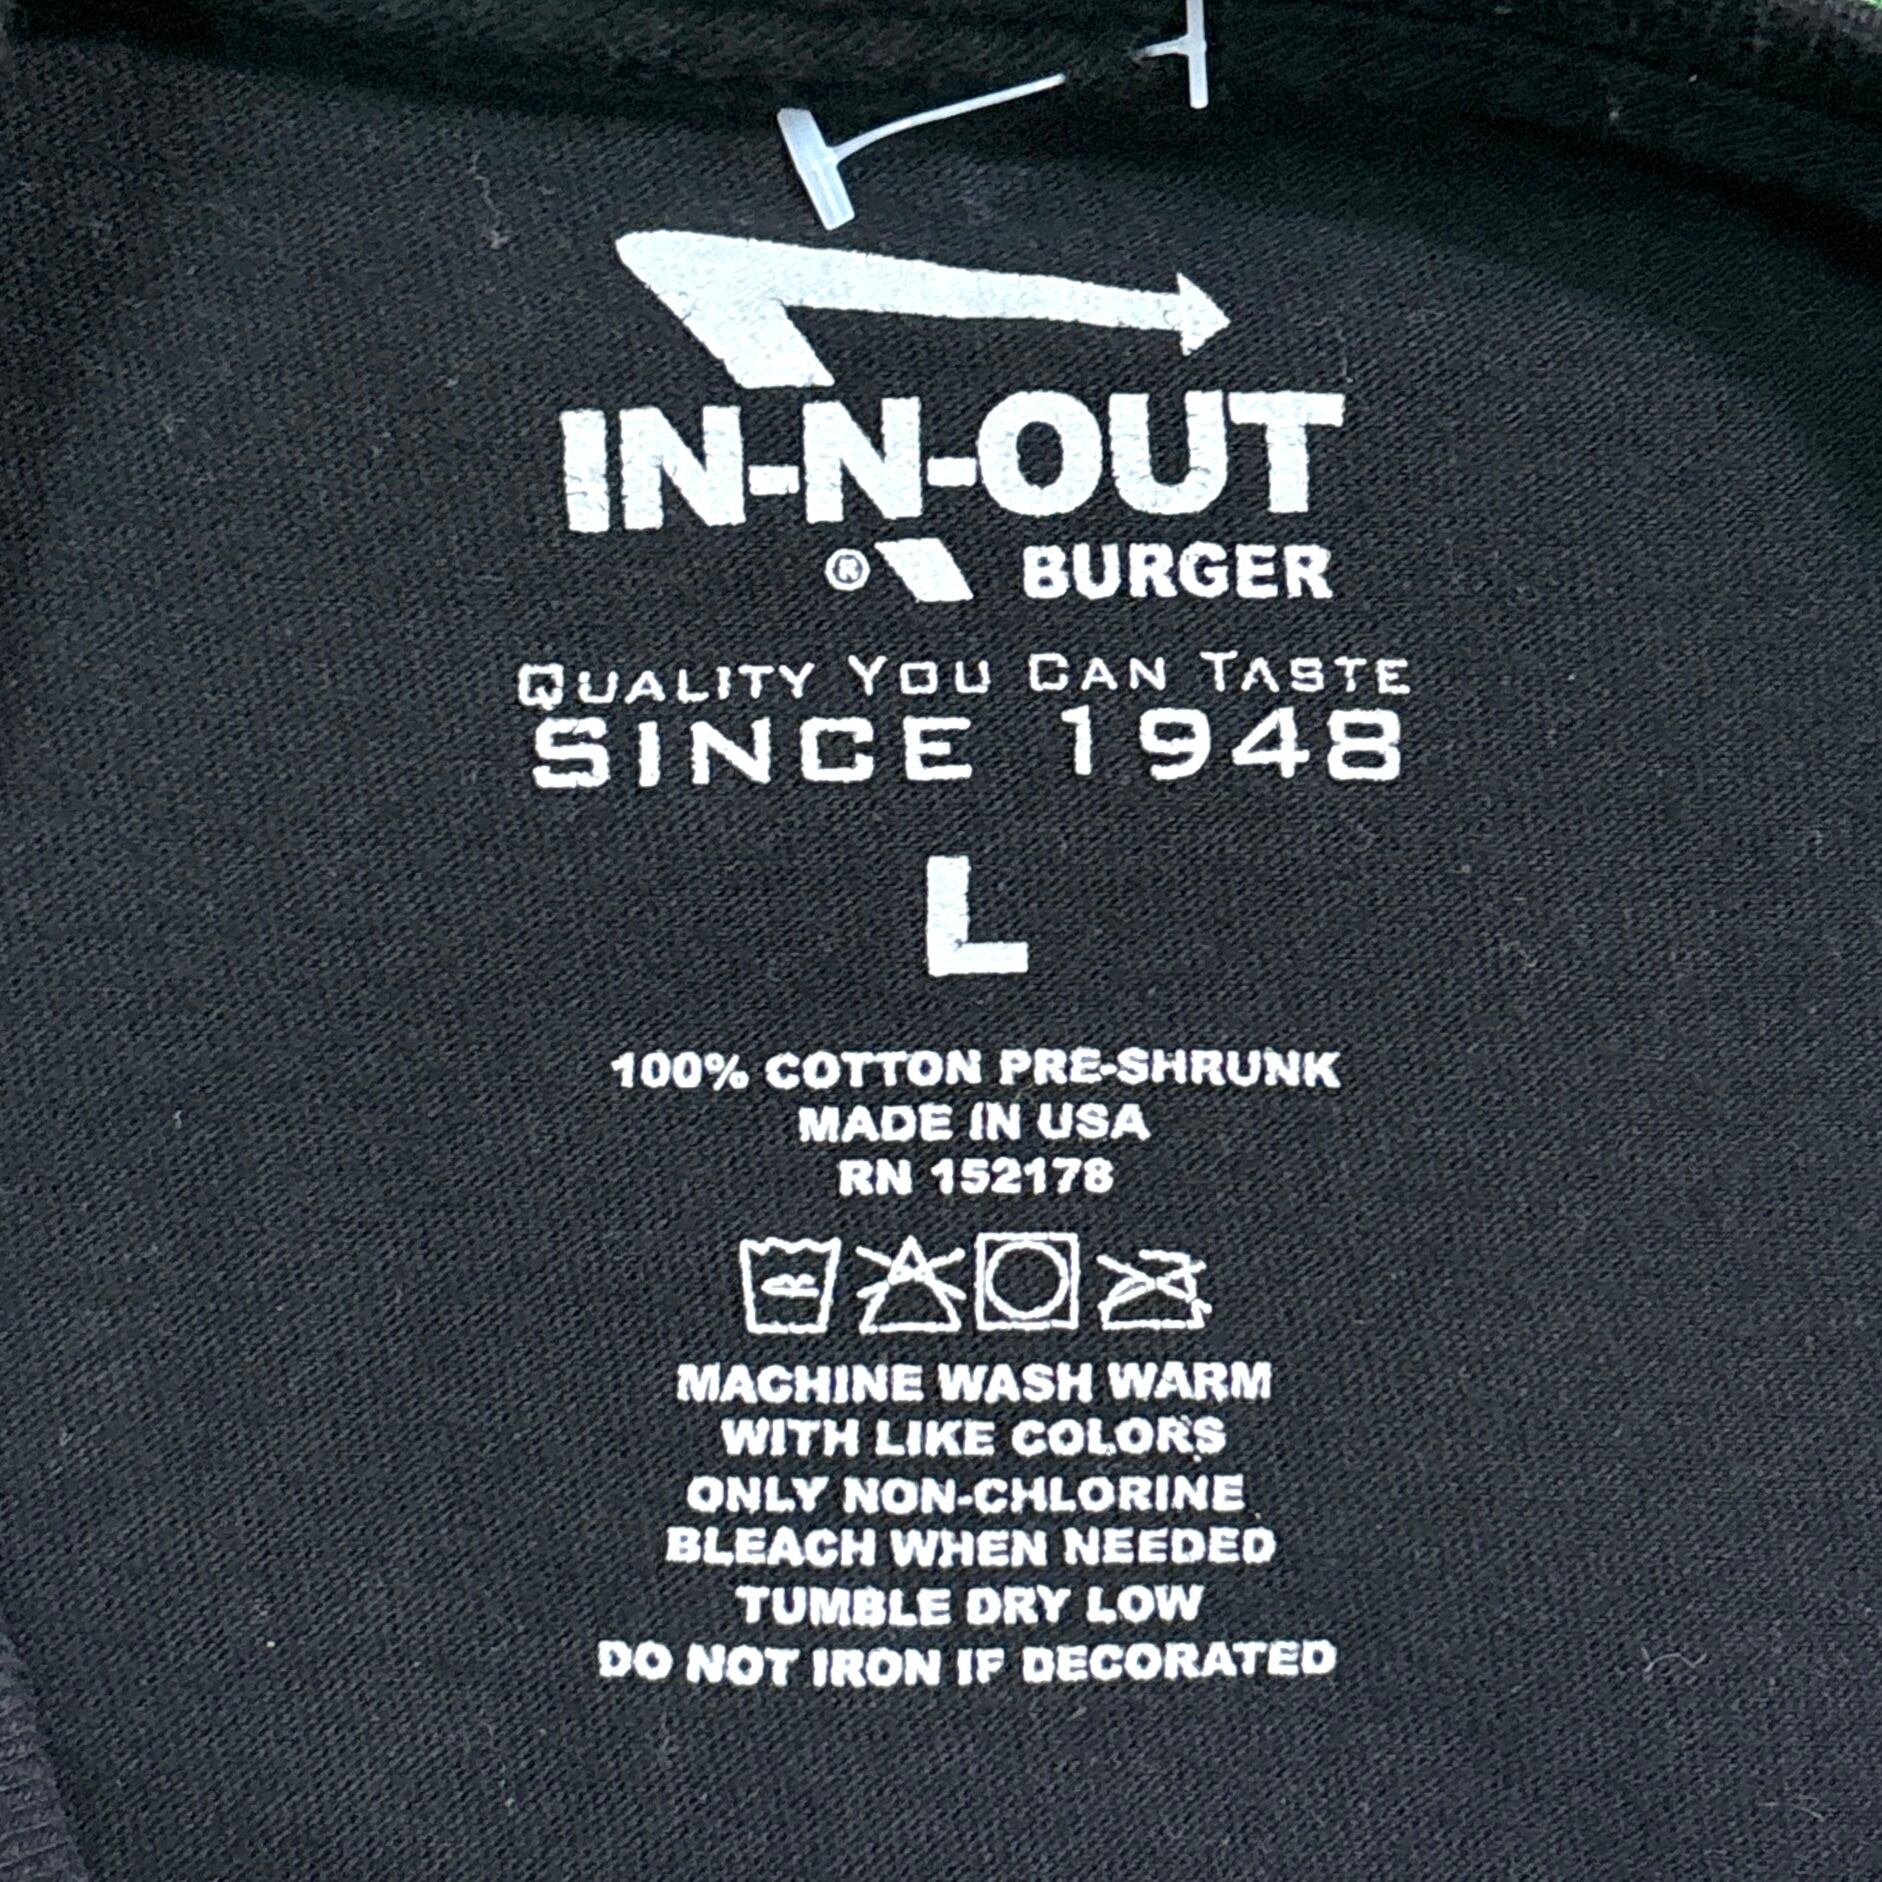 IN-N-OUT
® BURGER
QUALITY YOU CAN TASTE
SINCE 1948
L
100% COTTON PRE-SHRUNK
MADE IN USA
RN 152178
MACHINE WASH WARM
WITH LIKE COLORS
ONLY NON-CHLORINE
BLEACH WHEN NEEDED
TUMBLE DRY LOW
DO NOT IRON IF DECORATED